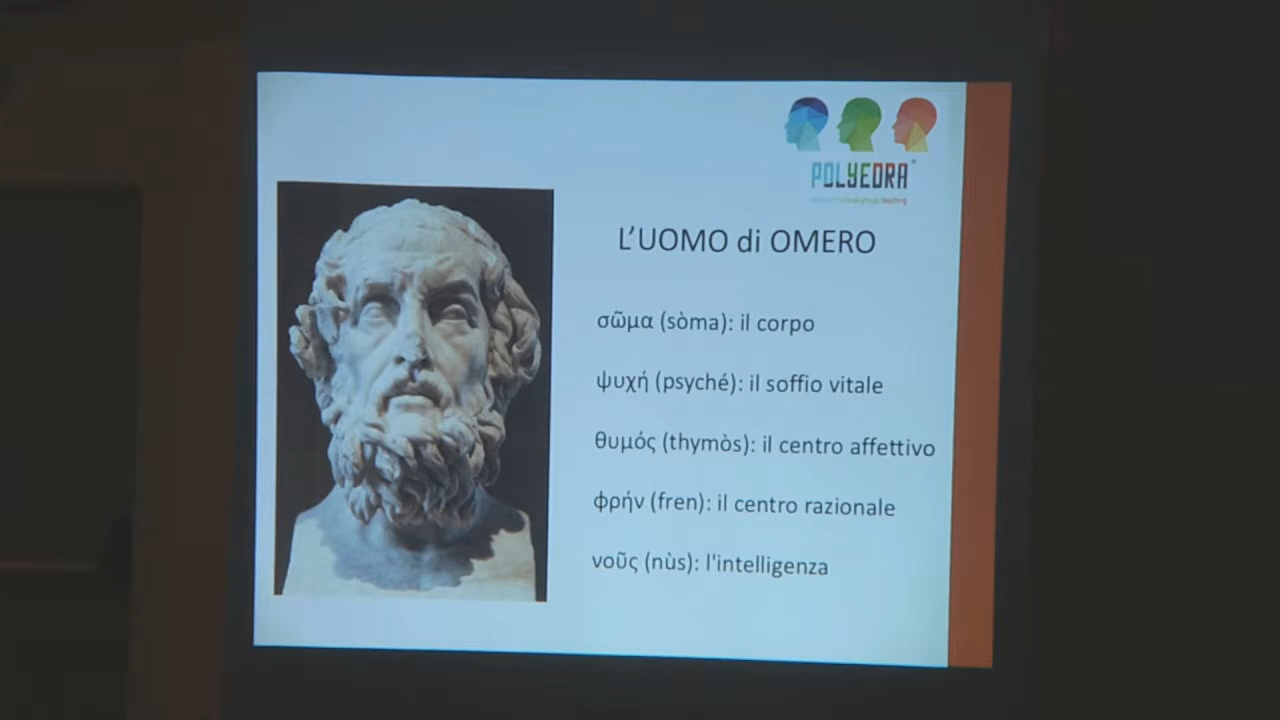 POLYEDRA
L'UOMO di OMERO
σῶμα (sòma): il corpo
ψυχή (psyché): il soffio vitale
θυμός (thymòs): il centro affettivo
φρήν (fren): il centro razionale
νοῦς (nùs): l'intelligenza